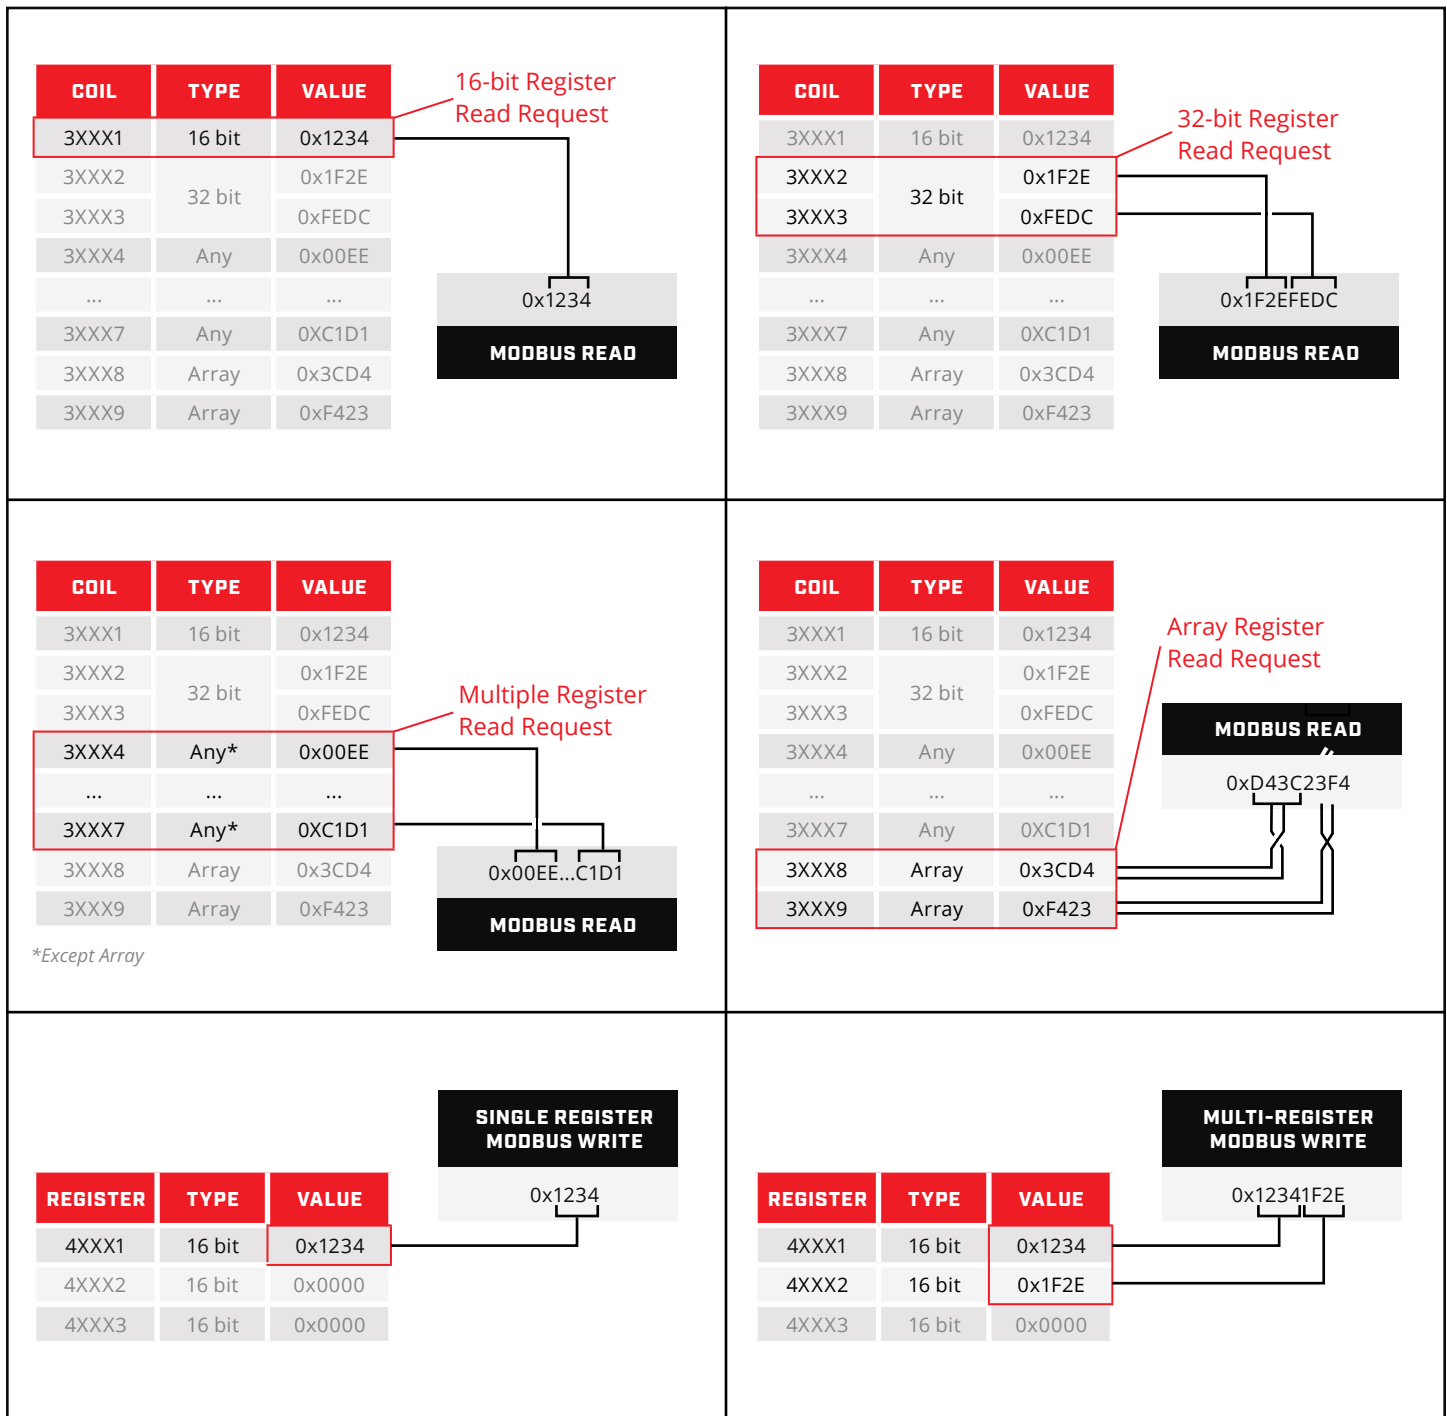 COIL TYPE VALUE
16-bit Register
Read Request
3XXX1 16 bit 0x1234
3XXX2 0x1F2E
32 bit
3XXX3 0xFEDC
3XXX4 Any 0x00EE
... ... ...
3XXX7 Any 0XC1D1
3XXX8 Array 0x3CD4
3XXX9 Array 0xF423
0x1234
MODBUS READ
COIL TYPE VALUE
32-bit Register
Read Request
3XXX1 16 bit 0x1234
3XXX2 0x1F2E
32 bit
3XXX3 0xFEDC
3XXX4 Any 0x00EE
... ... ...
3XXX7 Any 0XC1D1
3XXX8 Array 0x3CD4
3XXX9 Array 0xF423
0x1F2EFEDC
MODBUS READ
COIL TYPE VALUE
3XXX1 16 bit 0x1234
3XXX2 0x1F2E
32 bit
3XXX3 0xFEDC
Multiple Register
Read Request
3XXX4 Any* 0x00EE
... ... ...
3XXX7 Any* 0XC1D1
3XXX8 Array 0x3CD4
3XXX9 Array 0xF423
*Except Array
0x00EE...C1D1
MODBUS READ
COIL TYPE VALUE
Array Register
Read Request
3XXX1 16 bit 0x1234
3XXX2 0x1F2E
32 bit
3XXX3 0xFEDC
3XXX4 Any 0x00EE
... ... ...
3XXX7 Any 0XC1D1
3XXX8 Array 0x3CD4
3XXX9 Array 0xF423
MODBUS READ
0xD43C23F4
SINGLE REGISTER
MODBUS WRITE
0x1234
REGISTER TYPE VALUE
4XXX1 16 bit 0x1234
4XXX2 16 bit 0x0000
4XXX3 16 bit 0x0000
MULTI-REGISTER
MODBUS WRITE
0x12341F2E
REGISTER TYPE VALUE
4XXX1 16 bit 0x1234
4XXX2 16 bit 0x1F2E
4XXX3 16 bit 0x0000